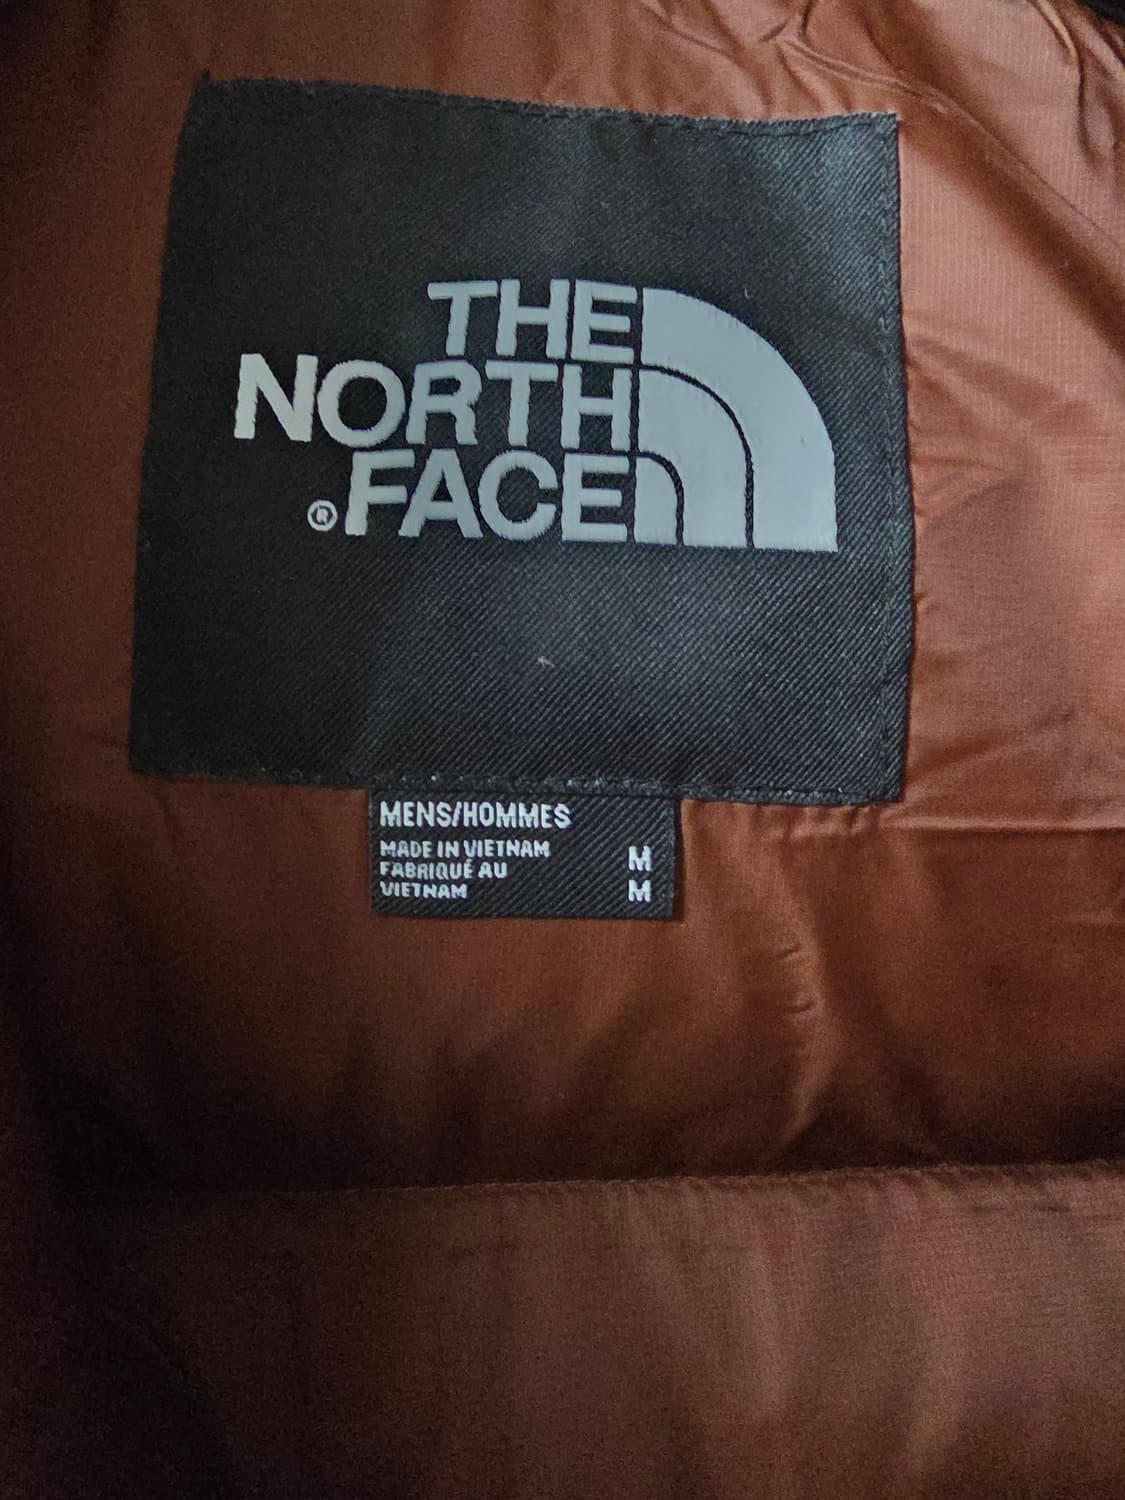 THE
NORTH
®FACE
MENS/HOMMES
MADE IN VIETNAM M
FABRIQUÉ AU
VIETNAM M